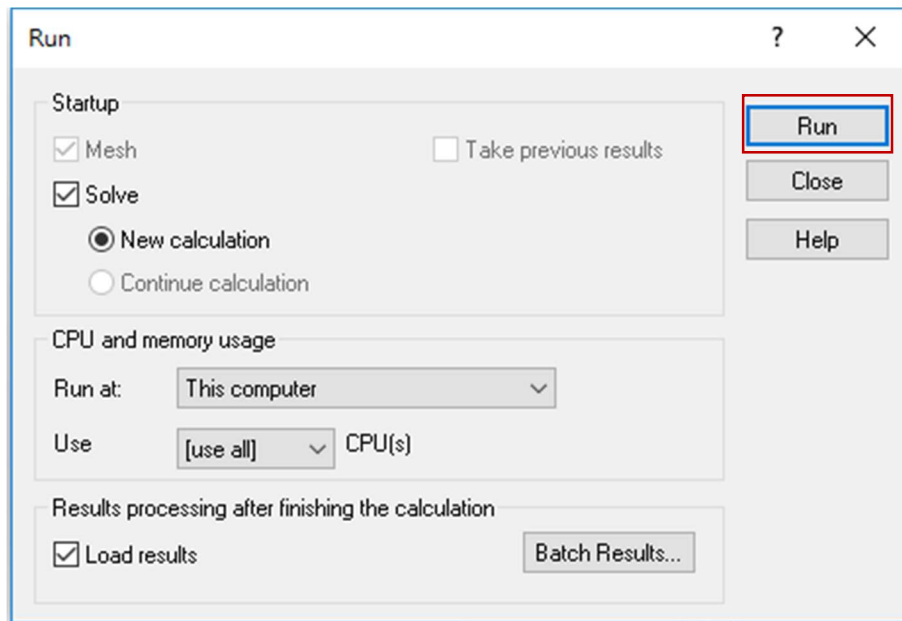 Run ?
Startup
Mesh Take previous results
Solve
New calculation
Continue calculation
CPU and memory usage
Run at: This computer
Use [use all] CPU(s)
Results processing after finishing the calculation
Load results Batch Results...
Run
Close
Help